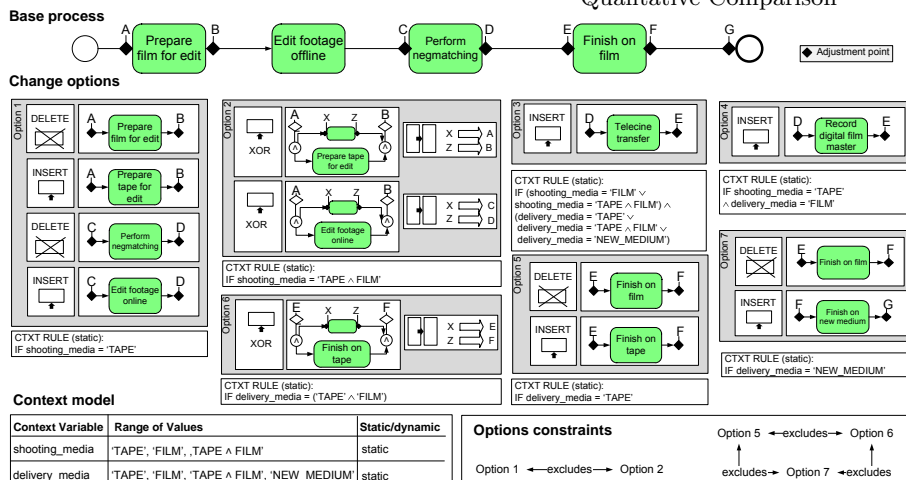 Qualitative Comparison
Base process
A
Prepare
film for edit
B
Edit footage
offline
C
Perform
negmatching
D
E
Finish on
film
F
G
Adjustment point
Change options
Option 1
DELETE
A
Prepare
film for edit
B
INSERT
A
Prepare
tape for
edit
B
DELETE
C
Perform
negmatching
D
INSERT
C
Edit footage
online
D
CTXT RULE (static):
IF shooting_media = 'TAPE'
Option 2
XOR
A
X
Z
B
Prepare tape
for edit
X A
Z B
XOR
A
X
Z
B
Edit footage
online
X C
Z D
CTXT RULE (static):
IF shooting_media = 'TAPE ∧ FILM'
Option 6
XOR
E
X
Z
F
Finish on
tape
X E
Z F
CTXT RULE (static):
IF delivery_media = ('TAPE' ∧ 'FILM')
Option 3
INSERT
D
Telecine
transfer
E
CTXT RULE (static):
IF (shooting_media = 'FILM' ∨
shooting_media = 'TAPE ∧ FILM') ∧
(delivery_media = 'TAPE' ∨
delivery_media = 'TAPE ∧ FILM' ∨
delivery_media = 'NEW_MEDIUM')
Option 5
DELETE
E
Finish on
film
F
INSERT
E
Finish on
tape
F
CTXT RULE (static):
IF delivery_media = 'TAPE'
Option 4
INSERT
D
Record
digital film
master
E
CTXT RULE (static):
IF shooting_media = 'TAPE'
∧ delivery_media = 'FILM'
Option 7
DELETE
E
Finish on film
F
INSERT
F
Finish on
new medium
G
CTXT RULE (static):
IF delivery_media = 'NEW_MEDIUM'
Context model
Context Variable Range of Values Static/dynamic
shooting_media 'TAPE', 'FILM', ,TAPE ∧ FILM' static
delivery_media 'TAPE', 'FILM', 'TAPE ∧ FILM', 'NEW_MEDIUM' static
Options constraints
Option 1 excludes Option 2
Option 5 excludes Option 6
excludes Option 7 excludes